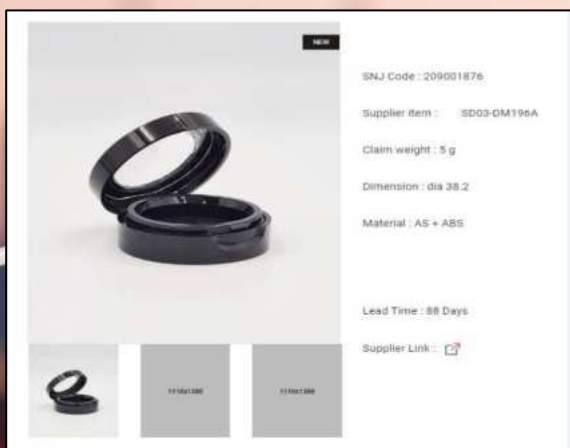 NEW
SNJ Code : 209001876
Supplier Item : SD03-DM196A
Claim weight : 5 g
Dimension : dia 38.2
Material : AS + ABS
Lead Time : 88 Days
Supplier Link :